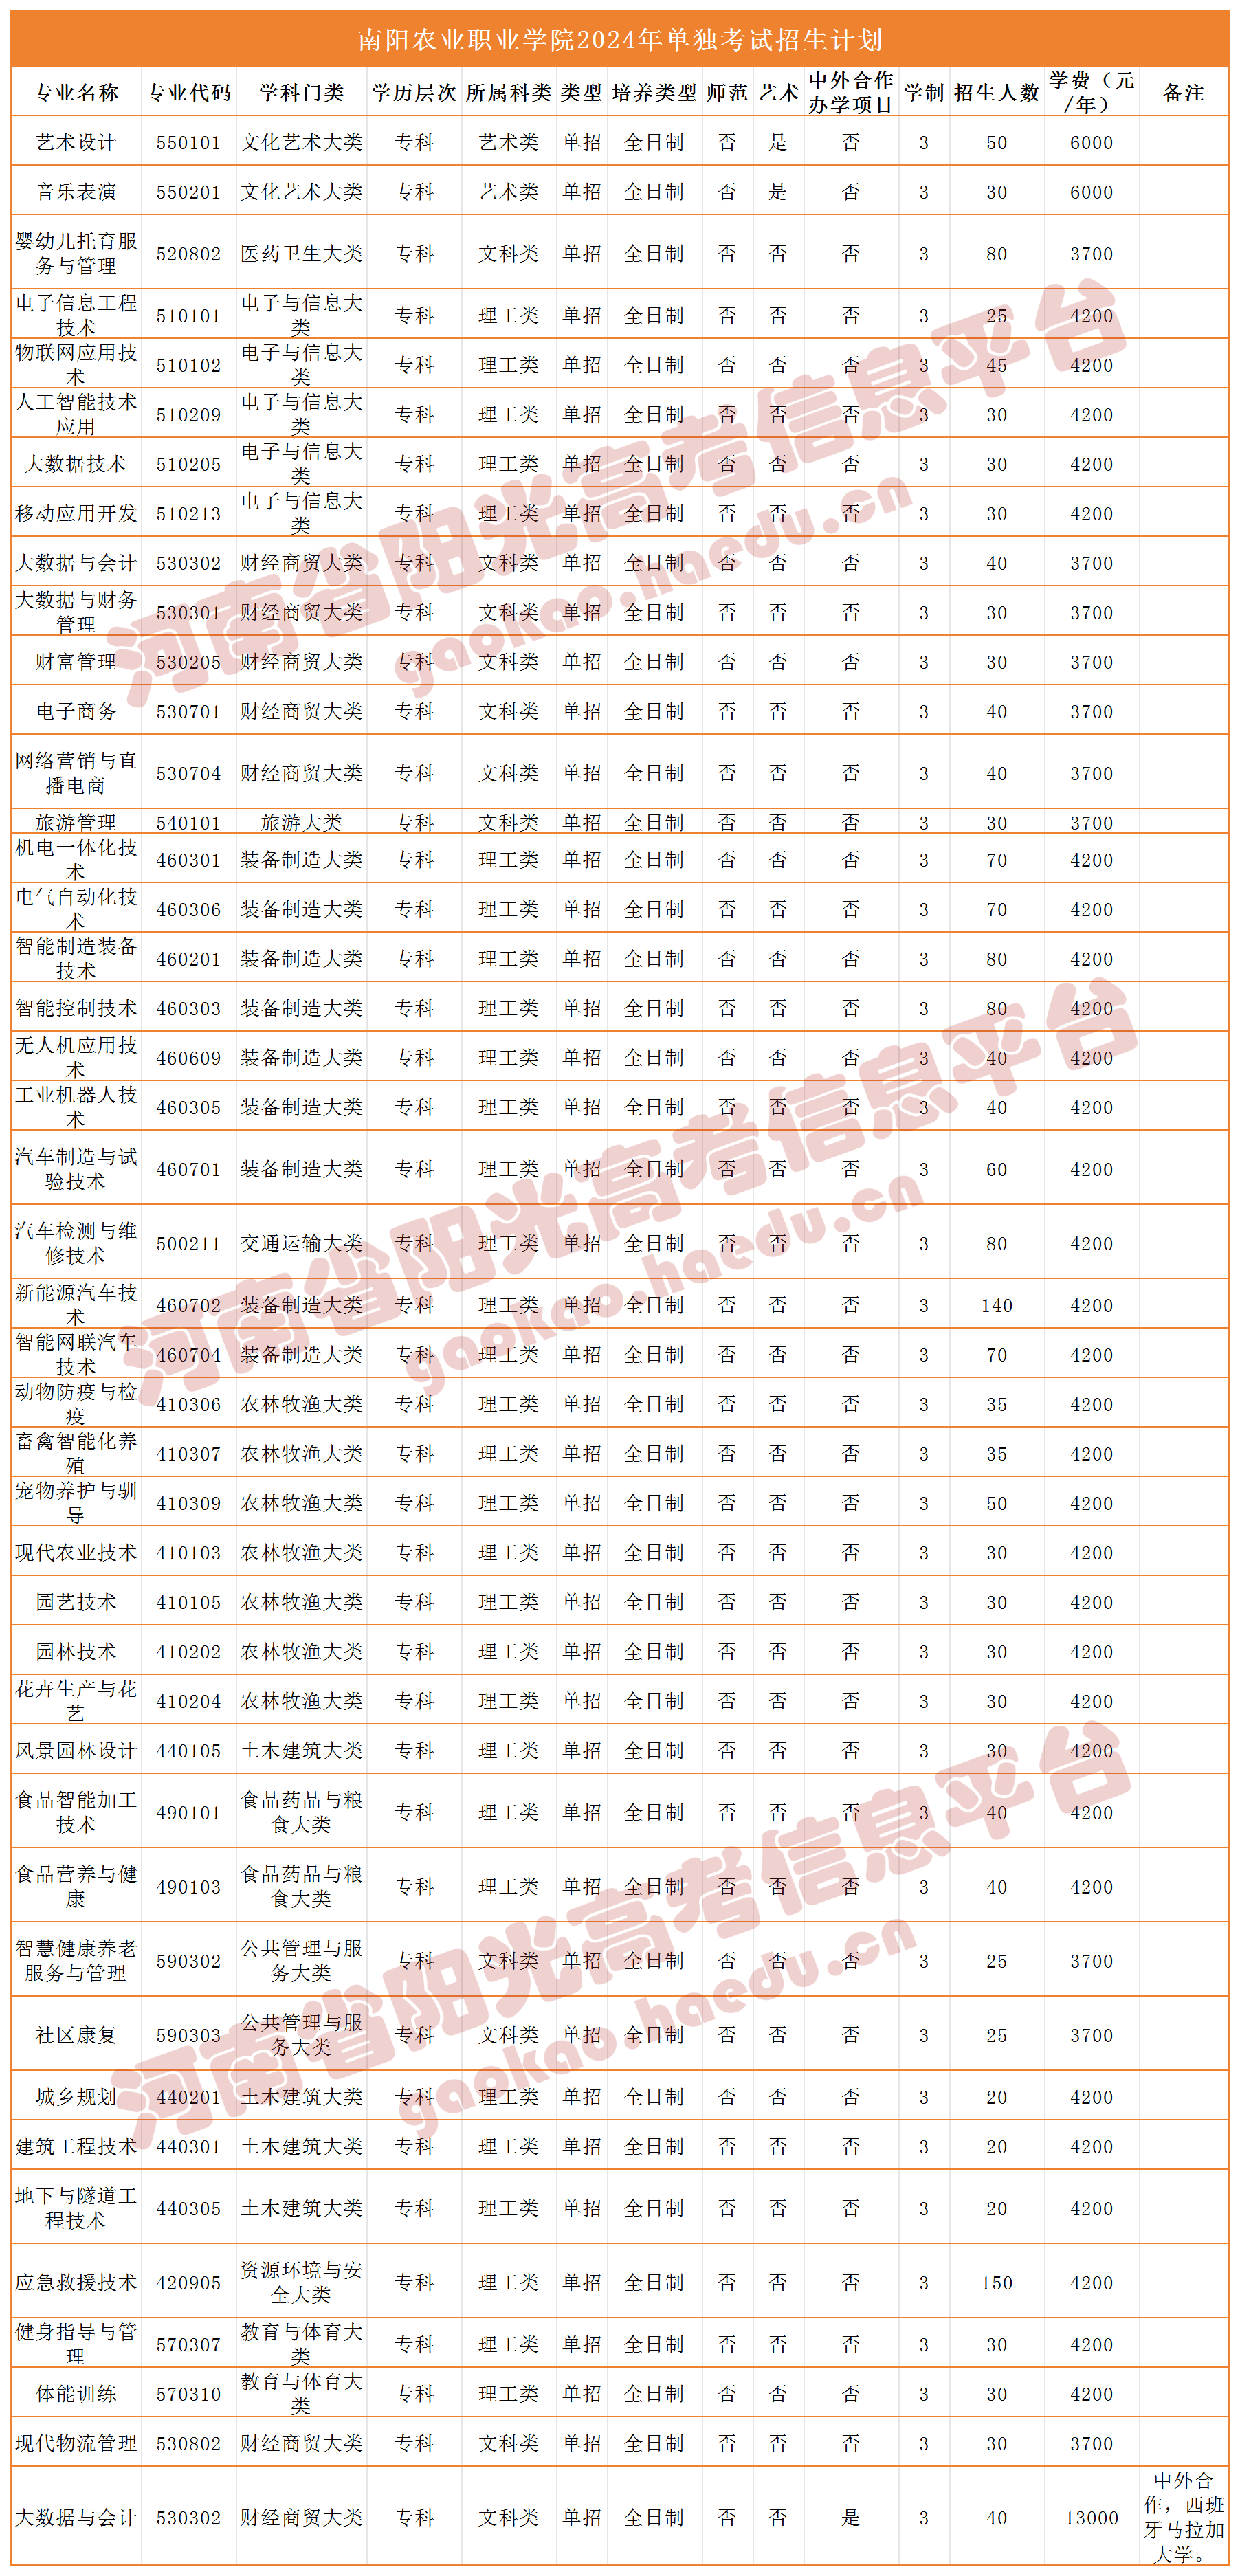 南阳农业职业学院2024年单独考试招生计划
专业名称 专业代码 学科门类 学历层次 所属科类 类型 培养类型 师范 艺术 中外合作办学项目 学制 招生人数 学费（元/年） 备注
艺术设计 550101 文化艺术大类 专科 艺术类 单招 全日制 否 是 否 3 50 6000
音乐表演 550201 文化艺术大类 专科 艺术类 单招 全日制 否 是 否 3 30 6000
婴幼儿托育服务与管理 520802 医药卫生大类 专科 文科类 单招 全日制 否 否 否 3 80 3700
电子信息工程技术 510101 电子与信息大类 专科 理工类 单招 全日制 否 否 否 3 25 4200
物联网应用技术 510102 电子与信息大类 专科 理工类 单招 全日制 否 否 否 3 45 4200
人工智能技术应用 510209 电子与信息大类 专科 理工类 单招 全日制 否 否 否 3 30 4200
大数据技术 510205 电子与信息大类 专科 理工类 单招 全日制 否 否 否 3 30 4200
移动应用开发 510213 电子与信息大类 专科 理工类 单招 全日制 否 否 否 3 30 4200
大数据与会计 530302 财经商贸大类 专科 文科类 单招 全日制 否 否 否 3 40 3700
大数据与财务管理 530301 财经商贸大类 专科 文科类 单招 全日制 否 否 否 3 30 3700
财富管理 530205 财经商贸大类 专科 文科类 单招 全日制 否 否 否 3 30 3700
电子商务 530701 财经商贸大类 专科 文科类 单招 全日制 否 否 否 3 40 3700
网络营销与直播电商 530704 财经商贸大类 专科 文科类 单招 全日制 否 否 否 3 40 3700
旅游管理 540101 旅游大类 专科 文科类 单招 全日制 否 否 否 3 30 3700
机电一体化技术 460301 装备制造大类 专科 理工类 单招 全日制 否 否 否 3 70 4200
电气自动化技术 460306 装备制造大类 专科 理工类 单招 全日制 否 否 否 3 70 4200
智能制造装备技术 460201 装备制造大类 专科 理工类 单招 全日制 否 否 否 3 80 4200
智能控制技术 460303 装备制造大类 专科 理工类 单招 全日制 否 否 否 3 80 4200
无人机应用技术 460609 装备制造大类 专科 理工类 单招 全日制 否 否 否 3 40 4200
工业机器人技术 460305 装备制造大类 专科 理工类 单招 全日制 否 否 否 3 40 4200
汽车制造与试验技术 460701 装备制造大类 专科 理工类 单招 全日制 否 否 否 3 60 4200
汽车检测与维修技术 500211 交通运输大类 专科 理工类 单招 全日制 否 否 否 3 80 4200
新能源汽车技术 460702 装备制造大类 专科 理工类 单招 全日制 否 否 否 3 140 4200
智能网联汽车技术 460704 装备制造大类 专科 理工类 单招 全日制 否 否 否 3 70 4200
动物防疫与检疫 410306 农林牧渔大类 专科 理工类 单招 全日制 否 否 否 3 35 4200
畜禽智能化养殖 410307 农林牧渔大类 专科 理工类 单招 全日制 否 否 否 3 35 4200
宠物养护与驯导 410309 农林牧渔大类 专科 理工类 单招 全日制 否 否 否 3 50 4200
现代农业技术 410103 农林牧渔大类 专科 理工类 单招 全日制 否 否 否 3 30 4200
园艺技术 410105 农林牧渔大类 专科 理工类 单招 全日制 否 否 否 3 30 4200
园林技术 410202 农林牧渔大类 专科 理工类 单招 全日制 否 否 否 3 30 4200
花卉生产与花艺 410204 农林牧渔大类 专科 理工类 单招 全日制 否 否 否 3 30 4200
风景园林设计 440105 土木建筑大类 专科 理工类 单招 全日制 否 否 否 3 30 4200
食品智能加工技术 490101 食品药品与粮食大类 专科 理工类 单招 全日制 否 否 否 3 40 4200
食品营养与健康 490103 食品药品与粮食大类 专科 理工类 单招 全日制 否 否 否 3 40 4200
智慧健康养老服务与管理 590302 公共管理与服务大类 专科 文科类 单招 全日制 否 否 否 3 25 3700
社区康复 590303 公共管理与服务大类 专科 文科类 单招 全日制 否 否 否 3 25 3700
城乡规划 440201 土木建筑大类 专科 理工类 单招 全日制 否 否 否 3 20 4200
建筑工程技术 440301 土木建筑大类 专科 理工类 单招 全日制 否 否 否 3 20 4200
地下与隧道工程技术 440305 土木建筑大类 专科 理工类 单招 全日制 否 否 否 3 20 4200
应急救援技术 420905 资源环境与安全大类 专科 理工类 单招 全日制 否 否 否 3 150 4200
健身指导与管理 570307 教育与体育大类 专科 理工类 单招 全日制 否 否 否 3 30 4200
体能训练 570310 教育与体育大类 专科 理工类 单招 全日制 否 否 否 3 30 4200
现代物流管理 530802 财经商贸大类 专科 文科类 单招 全日制 否 否 否 3 30 3700
大数据与会计 530302 财经商贸大类 专科 文科类 单招 全日制 否 否 是 3 40 13000 中外合作，西班牙马拉加大学。
河南省阳光高考信息平台
gaokao.haedu.cn
河南省阳光高考信息平台
gaokao.haedu.cn
河南省阳光高考信息平台
gaokao.haedu.cn